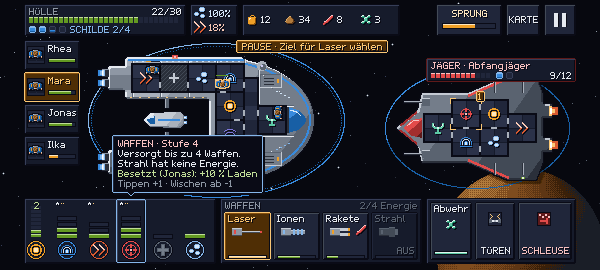 HÜLLE 22/30
SCHILDE 2/4
100%
18%
12 34 8 3
SPRUNG
KARTE
PAUSE · Ziel für Laser wählen
Rhea
Mara
Jonas
Ilka
JÄGER · Abfangjäger
9/12
1
WAFFEN · Stufe 4
Versorgt bis zu 4 Waffen.
Strahl hat keine Energie.
Besetzt (Jonas): +10 % Laden
Tippen +1 · Wischen ab -1
2
WAFFEN 2/4 Energie
Laser
Ionen
Rakete
Strahl
AUS
Abwehr
TÜREN
SCHLEUSE